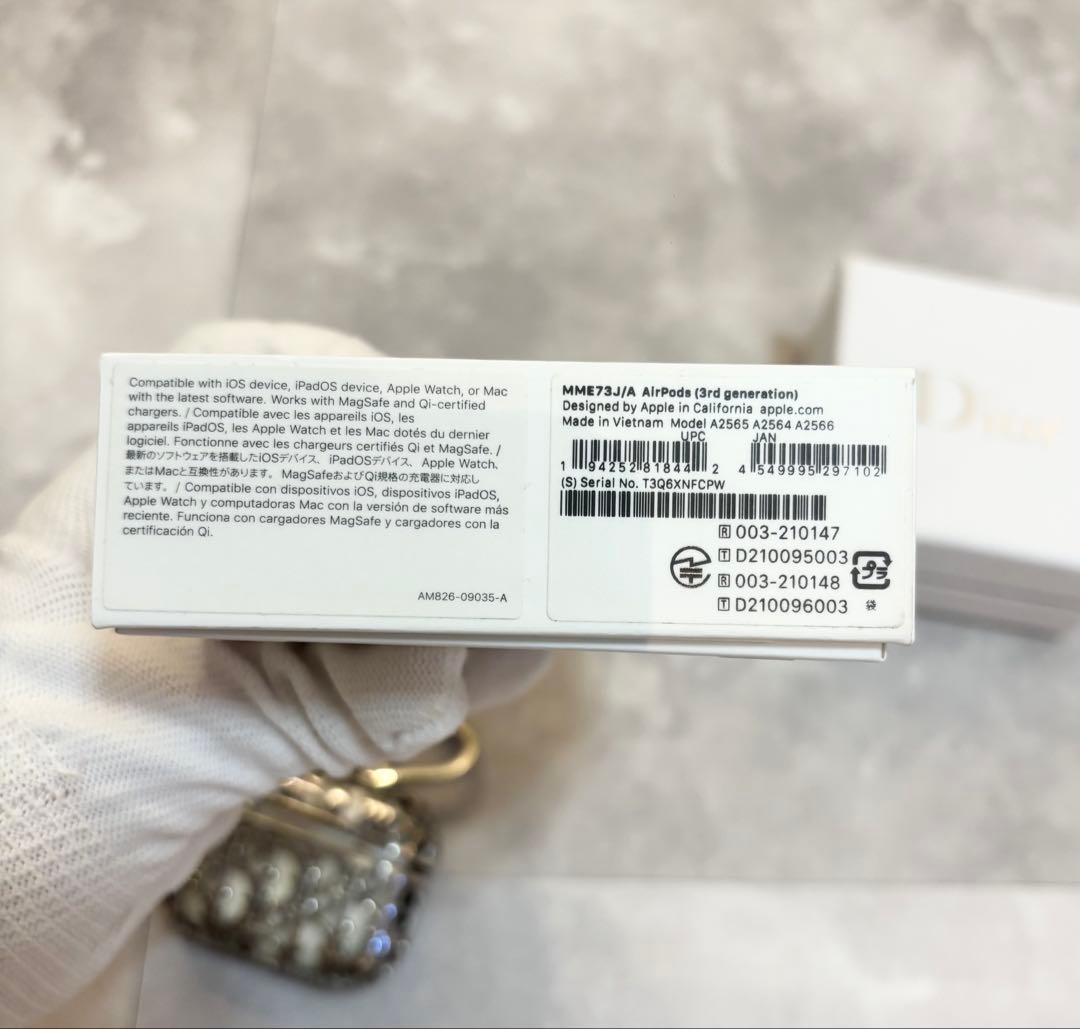 Compatible with iOS device, iPadOS device, Apple Watch, or Mac
with the latest software. Works with MagSafe and Qi-certified
chargers. / Compatible avec les appareils iOS, les
appareils iPadOS, les Apple Watch et les Mac dotés du dernier
logiciel. Fonctionne avec les chargeurs certifiés Qi et MagSafe. /
最新のソフトウェアを搭載したiOSデバイス、iPadOSデバイス、Apple Watch、
またはMacと互換性があります。MagSafeおよびQi規格の充電器に対応し
ています。 / Compatible con dispositivos iOS, dispositivos iPadOS,
Apple Watch y computadoras Mac con la versión de software más
reciente. Funciona con cargadores MagSafe y cargadores con la
certificación Qi.
AM826-09035-A
MME73J/A AirPods (3rd generation)
Designed by Apple in California apple.com
Made in Vietnam Model A2565 A2564 A2566
UPC JAN
1 94252 81844 2 4 549995 297102
(S) Serial No. T3Q6XNFCPW
R 003-210147
T D210095003
R 003-210148
T D210096003
プラ
袋
Dior